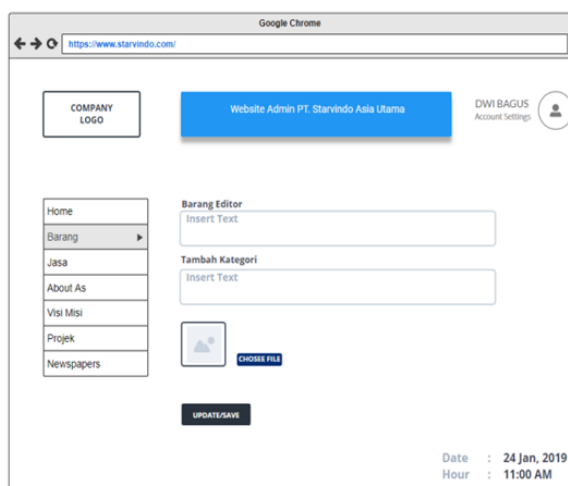 Google Chrome
https://www.starvindo.com/
COMPANY
LOGO
Website Admin PT. Starvindo Asia Utama
DWI BAGUS
Account Settings
Home
Barang
Jasa
About As
Visi Misi
Projek
Newspapers
Barang Editor
Insert Text
Tambah Kategori
Insert Text
CHOSEE FILE
UPDATE/SAVE
Date : 24 Jan, 2019
Hour : 11:00 AM